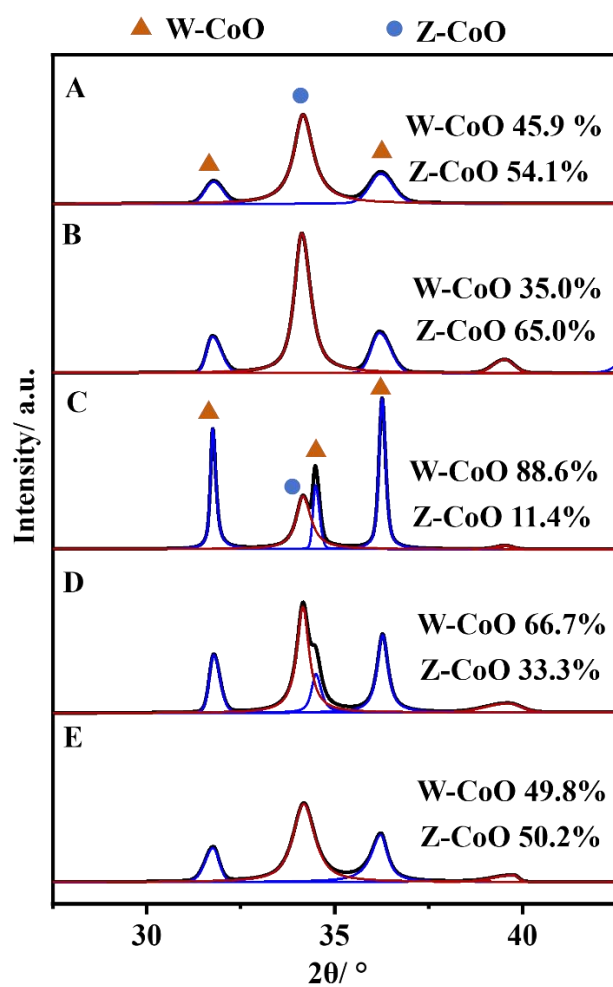 W-CoO Z-CoO
A
W-CoO 45.9 %
Z-CoO 54.1%
B
W-CoO 35.0%
Z-CoO 65.0%
C
W-CoO 88.6%
Z-CoO 11.4%
D
W-CoO 66.7%
Z-CoO 33.3%
E
W-CoO 49.8%
Z-CoO 50.2%
Intensity/ a.u.
30 35 40
2θ/ °